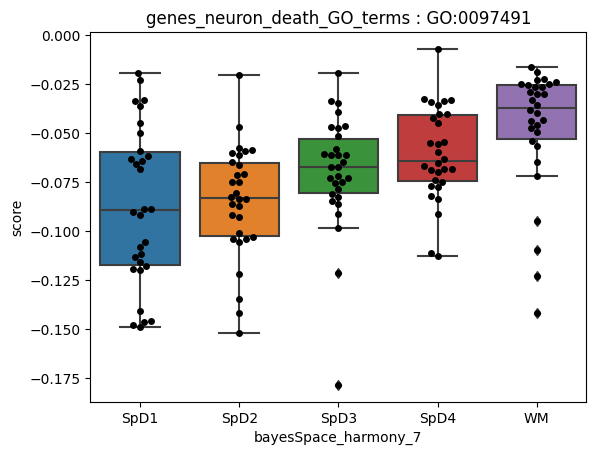 genes_neuron_death_GO_terms : GO:0097491
0.000
−0.025
−0.050
−0.075
−0.100
−0.125
−0.150
−0.175
score
SpD1 SpD2 SpD3 SpD4 WM
bayesSpace_harmony_7